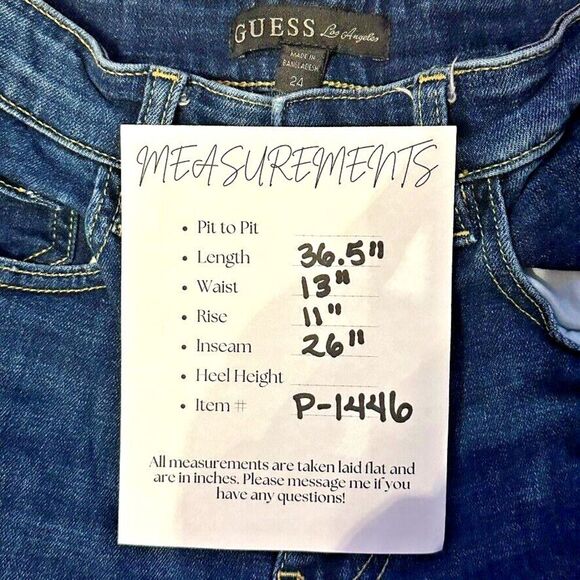 GUESS Los Angeles
MADE IN
BANGLADESH
24
MEASUREMENTS
• Pit to Pit
• Length 36.5"
• Waist 13"
• Rise 11"
• Inseam 26"
• Heel Height
• Item # P-1446
All measurements are taken laid flat and
are in inches. Please message me if you
have any questions!